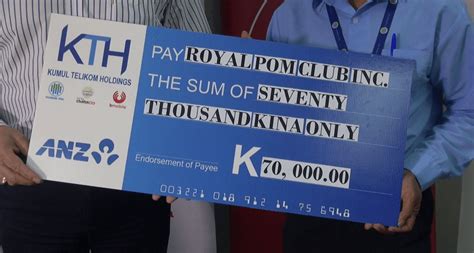 KTH
KUMUL TELIKOM HOLDINGS
ANZ
PAY ROYAL POM CLUB INC.
THE SUM OF SEVENTY
THOUSAND KINA ONLY
Endorsement of Payee K 70, 000.00
003221 018 912 14 75 6948